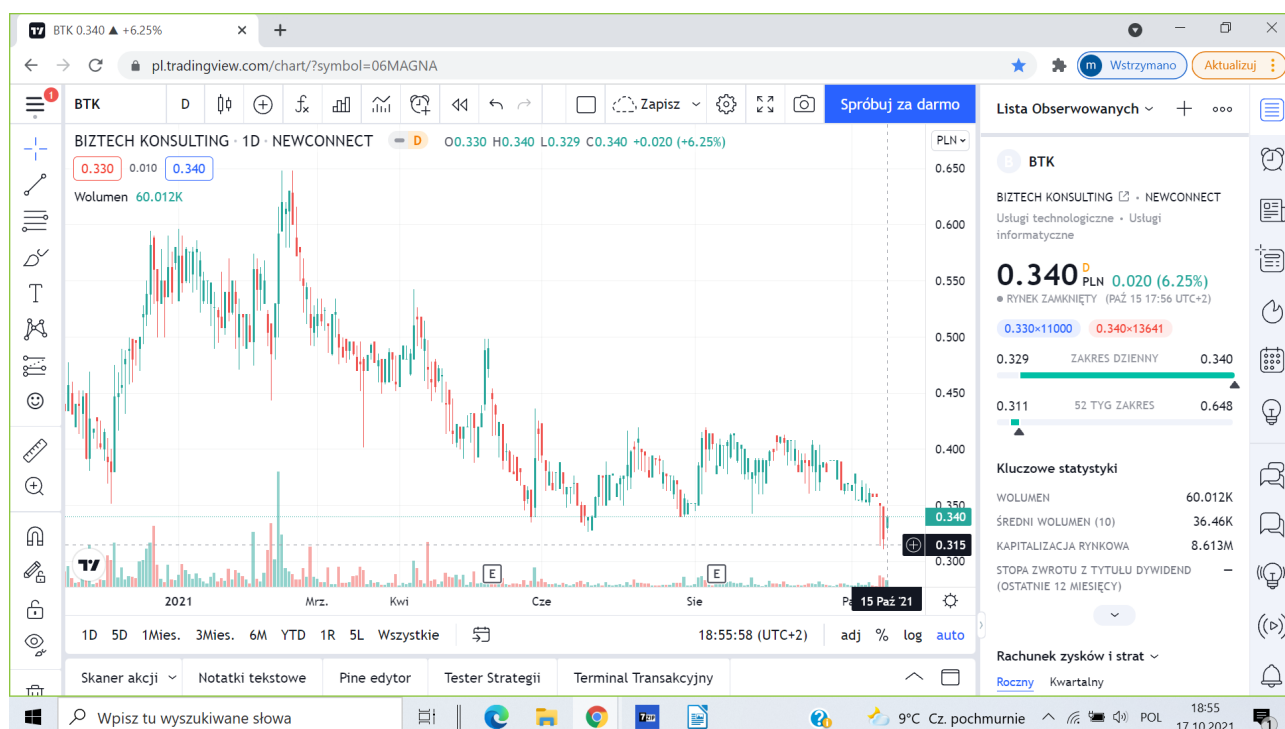 BTK 0.340 ▲ +6.25%
pl.tradingview.com/chart/?symbol=06MAGNA
m Wstrzymano Aktualizuj
1
BTK D Zapisz Spróbuj za darmo
BIZTECH KONSULTING · 1D · NEWCONNECT D O0.330 H0.340 L0.329 C0.340 +0.020 (+6.25%)
0.330 0.010 0.340
Wolumen 60.012K
PLN
0.650
0.600
0.550
0.500
0.450
0.400
0.350
0.340
0.315
0.300
E E
2021 Mrz. Kwi Cze Sie 15 Paź '21
1D 5D 1Mies. 3Mies. 6M YTD 1R 5L Wszystkie 18:55:58 (UTC+2) adj % log auto
Skaner akcji Notatki tekstowe Pine edytor Tester Strategii Terminal Transakcyjny
Lista Obserwowanych
B BTK
BIZTECH KONSULTING · NEWCONNECT
Usługi technologiczne · Usługi
informatyczne
0.340 D PLN 0.020 (6.25%)
RYNEK ZAMKNIĘTY (PAŹ 15 17:56 UTC+2)
0.330×11000 0.340×13641
0.329 ZAKRES DZIENNY 0.340
0.311 52 TYG ZAKRES 0.648
Kluczowe statystyki
WOLUMEN 60.012K
ŚREDNI WOLUMEN (10) 36.46K
KAPITALIZACJA RYNKOWA 8.613M
STOPA ZWROTU Z TYTUŁU DYWIDEND –
(OSTATNIE 12 MIESIĘCY)
Rachunek zysków i strat
Roczny Kwartalny
Wpisz tu wyszukiwane słowa 7ZIP 9°C Cz. pochmurnie POL 18:55
17.10.2021
1